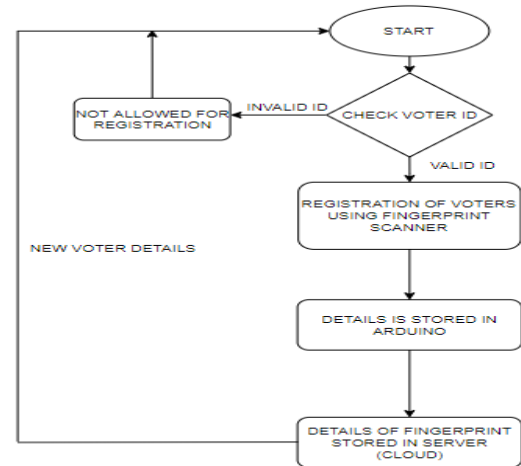 START
INVALID ID
NOT ALLOWED FOR
REGISTRATION
CHECK VOTER ID
VALID ID
REGISTRATION OF VOTERS
USING FINGERPRINT
SCANNER
NEW VOTER DETAILS
DETAILS IS STORED IN
ARDUINO
DETAILS OF FINGERPRINT
STORED IN SERVER
(CLOUD)